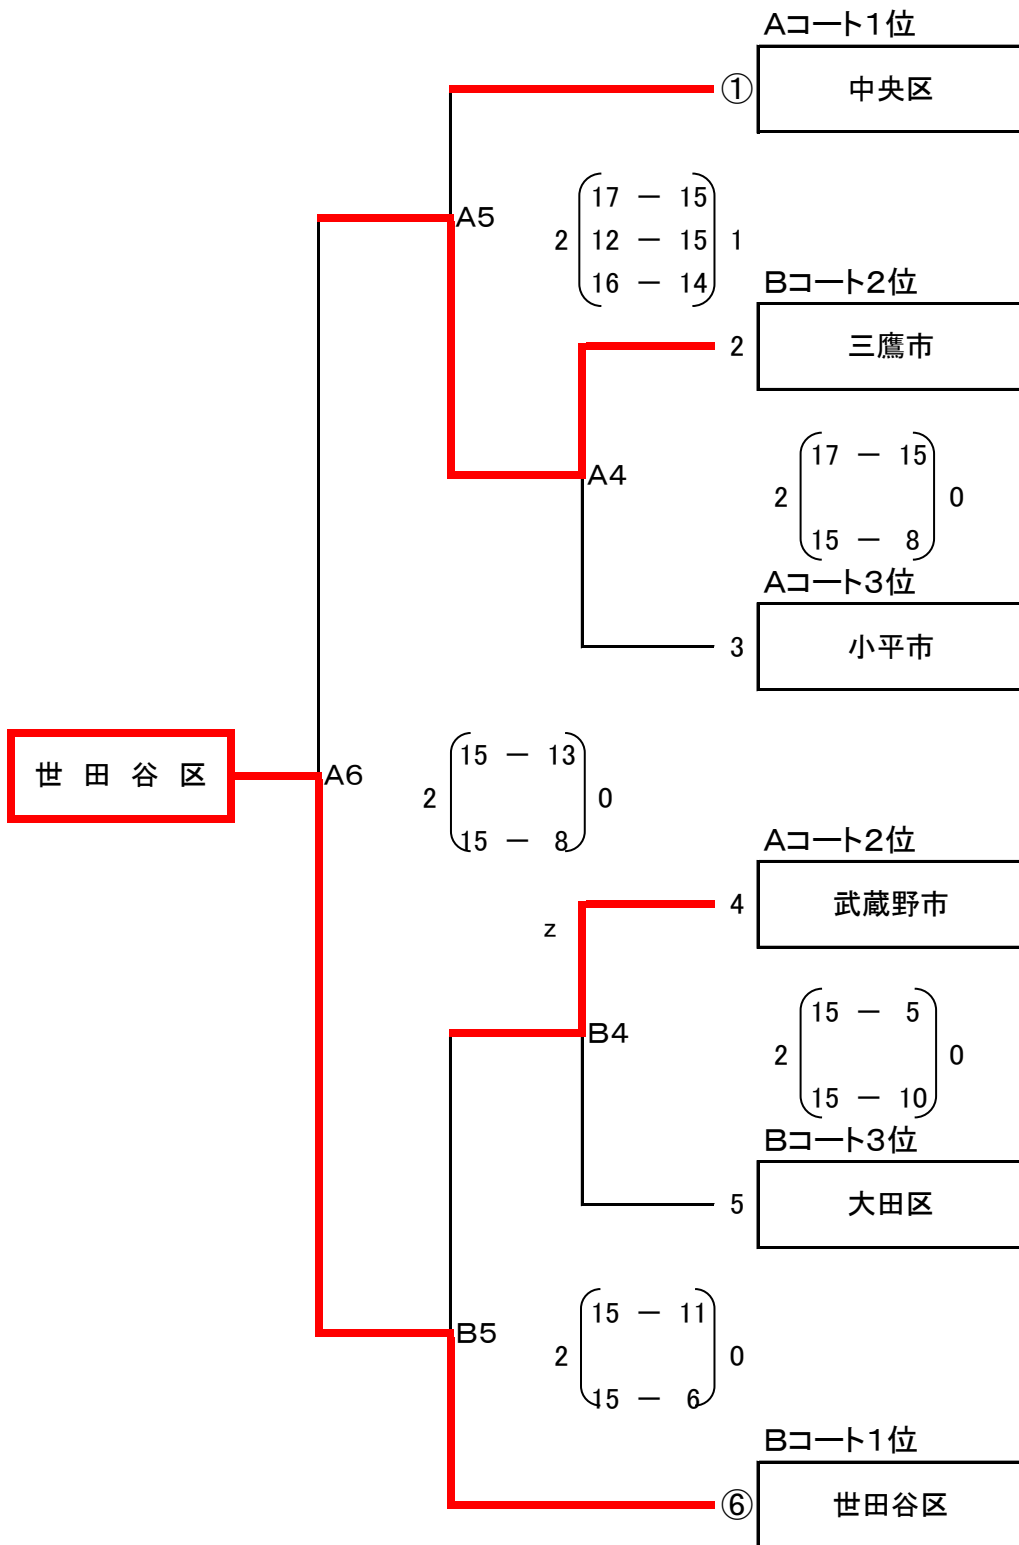 Aコート1位
① 中央区
A5
17 － 15
2 12 － 15 1
16 － 14
Bコート2位
2 三鷹市
A4
17 － 15
2 0
15 － 8
Aコート3位
3 小平市
世田谷区
A6
15 － 13
2 0
15 － 8
Aコート2位
4 武蔵野市
z
B4
15 － 5
2 0
15 － 10
Bコート3位
5 大田区
B5
15 － 11
2 0
15 － 6
Bコート1位
⑥ 世田谷区